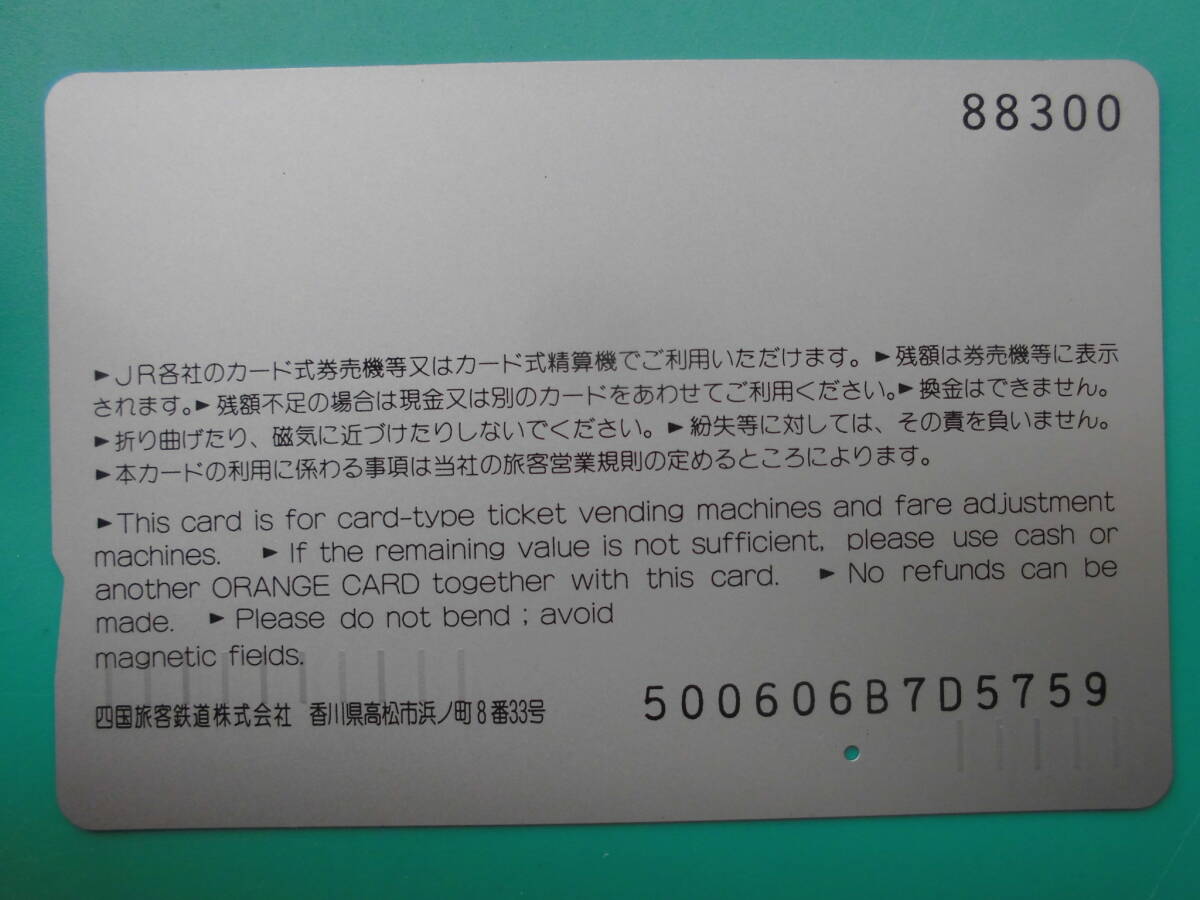 88300
►JR各社のカード式券売機等又はカード式精算機でご利用いただけます。►残額は券売機等に表示
されます。►残額不足の場合は現金又は別のカードをあわせてご利用ください。►換金はできません。
►折り曲げたり、磁気に近づけたりしないでください。►紛失等に対しては、その責を負いません。
►本カードの利用に係わる事項は当社の旅客営業規則の定めるところによります。
►This card is for card-type ticket vending machines and fare adjustment
machines. ►If the remaining value is not sufficient, please use cash or
another ORANGE CARD together with this card. ►No refunds can be
made. ►Please do not bend ; avoid
magnetic fields.
四国旅客鉄道株式会社 香川県高松市浜ノ町8番33号
500606B7D5759